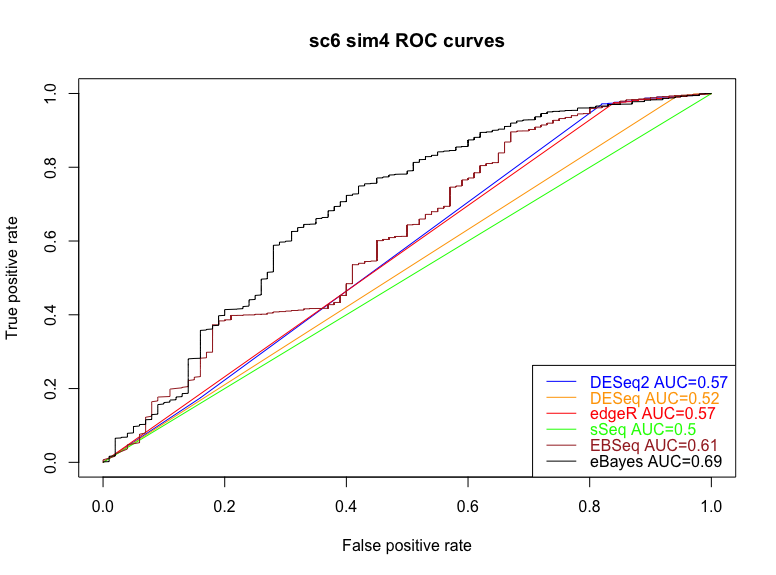 sc6 sim4 ROC curves
True positive rate
1.0
0.8
0.6
0.4
0.2
0.0
DESeq2 AUC=0.57
DESeq AUC=0.52
edgeR AUC=0.57
sSeq AUC=0.5
EBSeq AUC=0.61
eBayes AUC=0.69
0.0 0.2 0.4 0.6 0.8 1.0
False positive rate